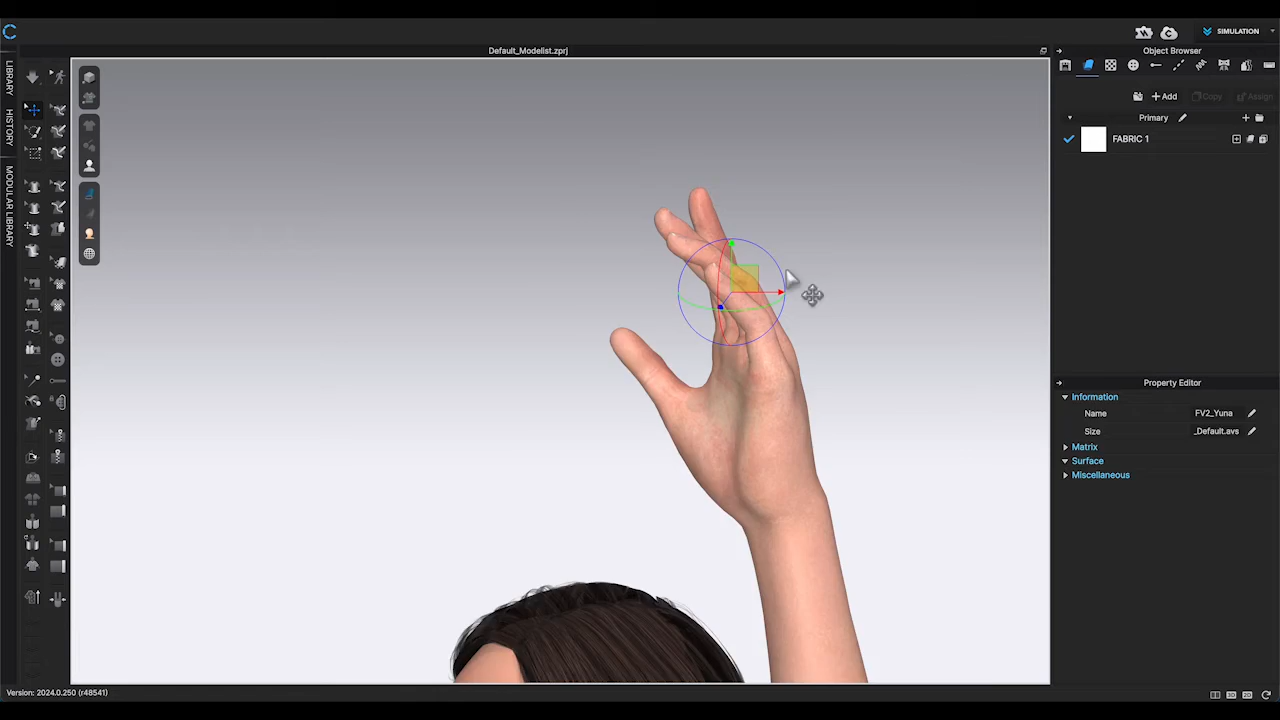 SIMULATION
Default_Modelist.zprj
Object Browser
LIBRARY
HISTORY
MODULAR LIBRARY
+ Add
Copy
Assign
Primary
FABRIC 1
Property Editor
Information
Name FV2_Yuna
Size _Default.avs
Matrix
Surface
Miscellaneous
Version: 2024.0.250 (r48541)